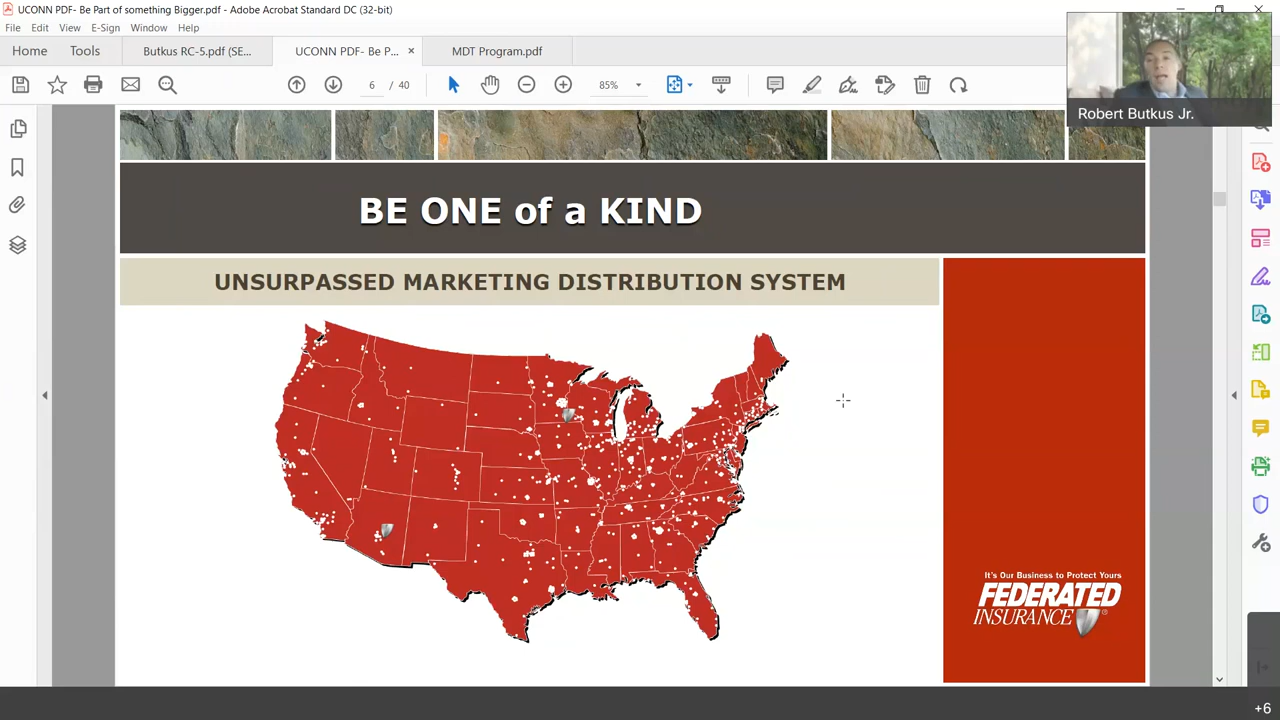 UCONN PDF- Be Part of something Bigger.pdf - Adobe Acrobat Standard DC (32-bit)
File Edit View E-Sign Window Help
Home Tools Butkus RC-5.pdf (SE... UCONN PDF- Be P... × MDT Program.pdf
6 / 40 85%
Robert Butkus Jr.
BE ONE of a KIND
UNSURPASSED MARKETING DISTRIBUTION SYSTEM
It's Our Business to Protect Yours
FEDERATED
INSURANCE®
+6